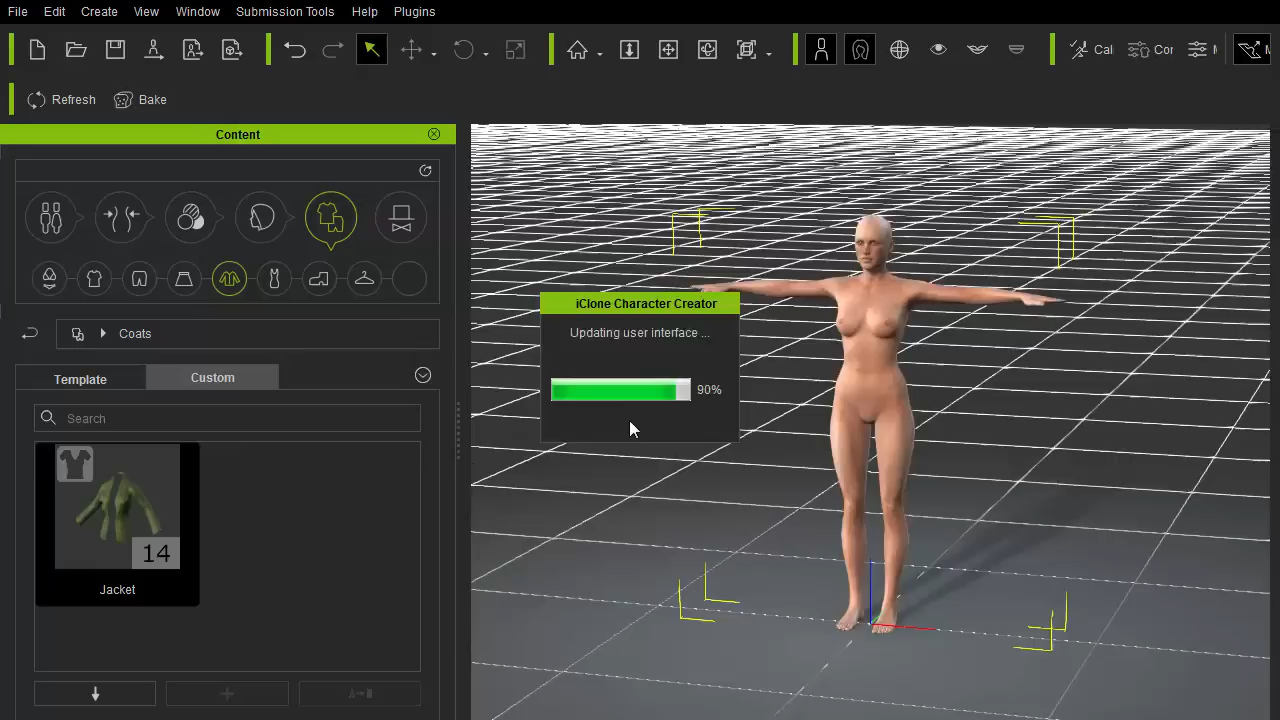 File Edit Create View Window Submission Tools Help Plugins
Cal Cor
Refresh Bake
Content
Coats
Template Custom
Search
14
Jacket
iClone Character Creator
Updating user interface ...
90%